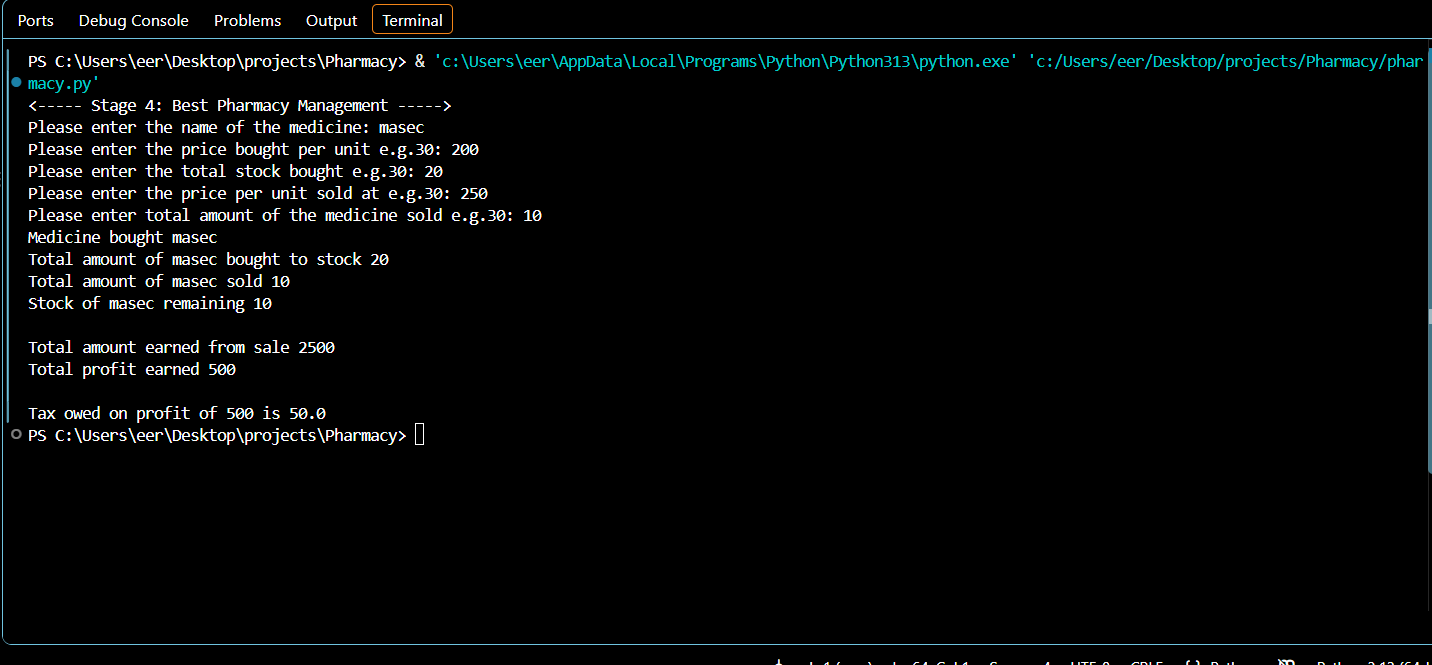 Ports Debug Console Problems Output Terminal
PS C:\Users\eer\Desktop\projects\Pharmacy> & 'c:\Users\eer\AppData\Local\Programs\Python\Python313\python.exe' 'c:/Users/eer/Desktop/projects/Pharmacy/phar
macy.py'
<----- Stage 4: Best Pharmacy Management ----->
Please enter the name of the medicine: masec
Please enter the price bought per unit e.g.30: 200
Please enter the total stock bought e.g.30: 20
Please enter the price per unit sold at e.g.30: 250
Please enter total amount of the medicine sold e.g.30: 10
Medicine bought masec
Total amount of masec bought to stock 20
Total amount of masec sold 10
Stock of masec remaining 10
Total amount earned from sale 2500
Total profit earned 500
Tax owed on profit of 500 is 50.0
PS C:\Users\eer\Desktop\projects\Pharmacy>